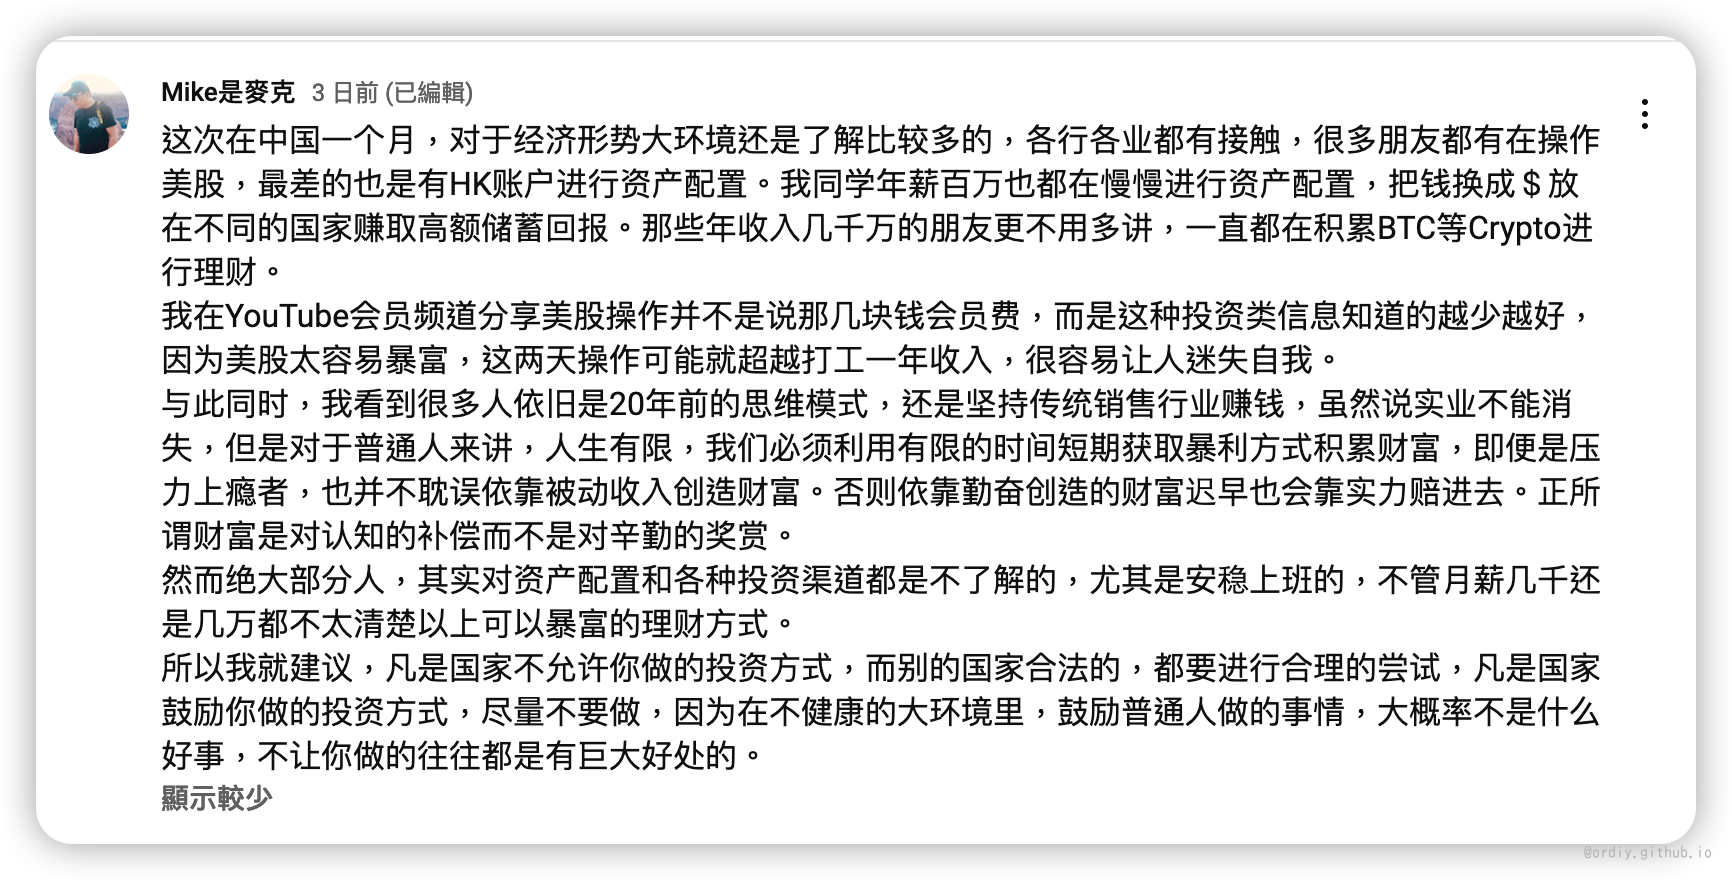 Mike是麥克 3 日前 (已編輯)
这次在中国一个月，对于经济形势大环境还是了解比较多的，各行各业都有接触，很多朋友都有在操作
美股，最差的也是有HK账户进行资产配置。我同学年薪百万也都在慢慢进行资产配置，把钱换成＄放
在不同的国家赚取高额储蓄回报。那些年收入几千万的朋友更不用多讲，一直都在积累BTC等Crypto进
行理财。
我在YouTube会员频道分享美股操作并不是说那几块钱会员费，而是这种投资类信息知道的越少越好，
因为美股太容易暴富，这两天操作可能就超越打工一年收入，很容易让人迷失自我。
与此同时，我看到很多人依旧是20年前的思维模式，还是坚持传统销售行业赚钱，虽然说实业不能消
失，但是对于普通人来讲，人生有限，我们必须利用有限的时间短期获取暴利方式积累财富，即便是压
力上瘾者，也并不耽误依靠被动收入创造财富。否则依靠勤奋创造的财富迟早也会靠实力赔进去。正所
谓财富是对认知的补偿而不是对辛勤的奖赏。
然而绝大部分人，其实对资产配置和各种投资渠道都是不了解的，尤其是安稳上班的，不管月薪几千还
是几万都不太清楚以上可以暴富的理财方式。
所以我就建议，凡是国家不允许你做的投资方式，而别的国家合法的，都要进行合理的尝试，凡是国家
鼓励你做的投资方式，尽量不要做，因为在不健康的大环境里，鼓励普通人做的事情，大概率不是什么
好事，不让你做的往往都是有巨大好处的。
顯示較少
@ordiy.github.io